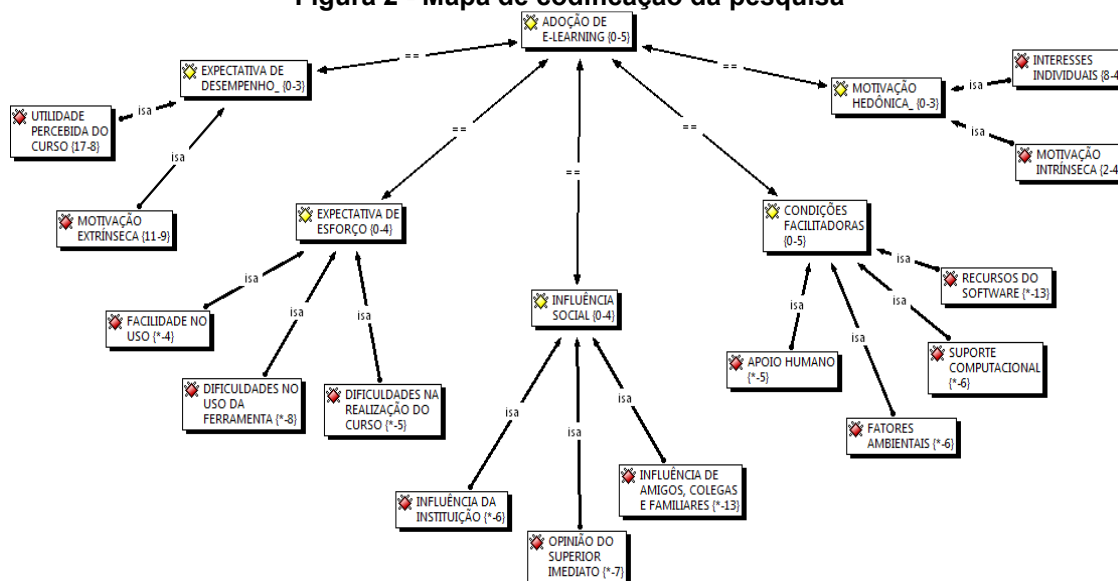 Figura 2 - Mapa de codificação da pesquisa
ADOÇÃO DE
E-LEARNING {0-5}
==
==
==
==
==
EXPECTATIVA DE
DESEMPENHO_ {0-3}
MOTIVAÇÃO
HEDÔNICA_ {0-3}
INTERESSES
INDIVIDUAIS {8-4
isa
UTILIDADE
PERCEBIDA DO
CURSO {17-8}
isa
isa
MOTIVAÇÃO
INTRÍNSECA {2-4
isa
MOTIVAÇÃO
EXTRÍNSECA {11-9}
EXPECTATIVA DE
ESFORÇO {0-4}
CONDIÇÕES
FACILITADORAS
{0-5}
isa
RECURSOS DO
SOFTWARE {*-13}
INFLUÊNCIA
SOCIAL {0-4}
isa
isa
isa
isa
isa
isa
FACILIDADE NO
USO {*-4}
APOIO HUMANO
{*-5}
SUPORTE
COMPUTACIONAL
{*-6}
DIFICULDADES NO
USO DA
FERRAMENTA {*-8}
DIFICULDADES NA
REALIZAÇÃO DO
CURSO {*-5}
FATORES
AMBIENTAIS {*-6}
isa
isa
isa
INFLUÊNCIA DA
INSTITUIÇÃO {*-6}
INFLUÊNCIA DE
AMIGOS, COLEGAS
E FAMILIARES {*-13}
OPINIÃO DO
SUPERIOR
IMEDIATO {*-7}